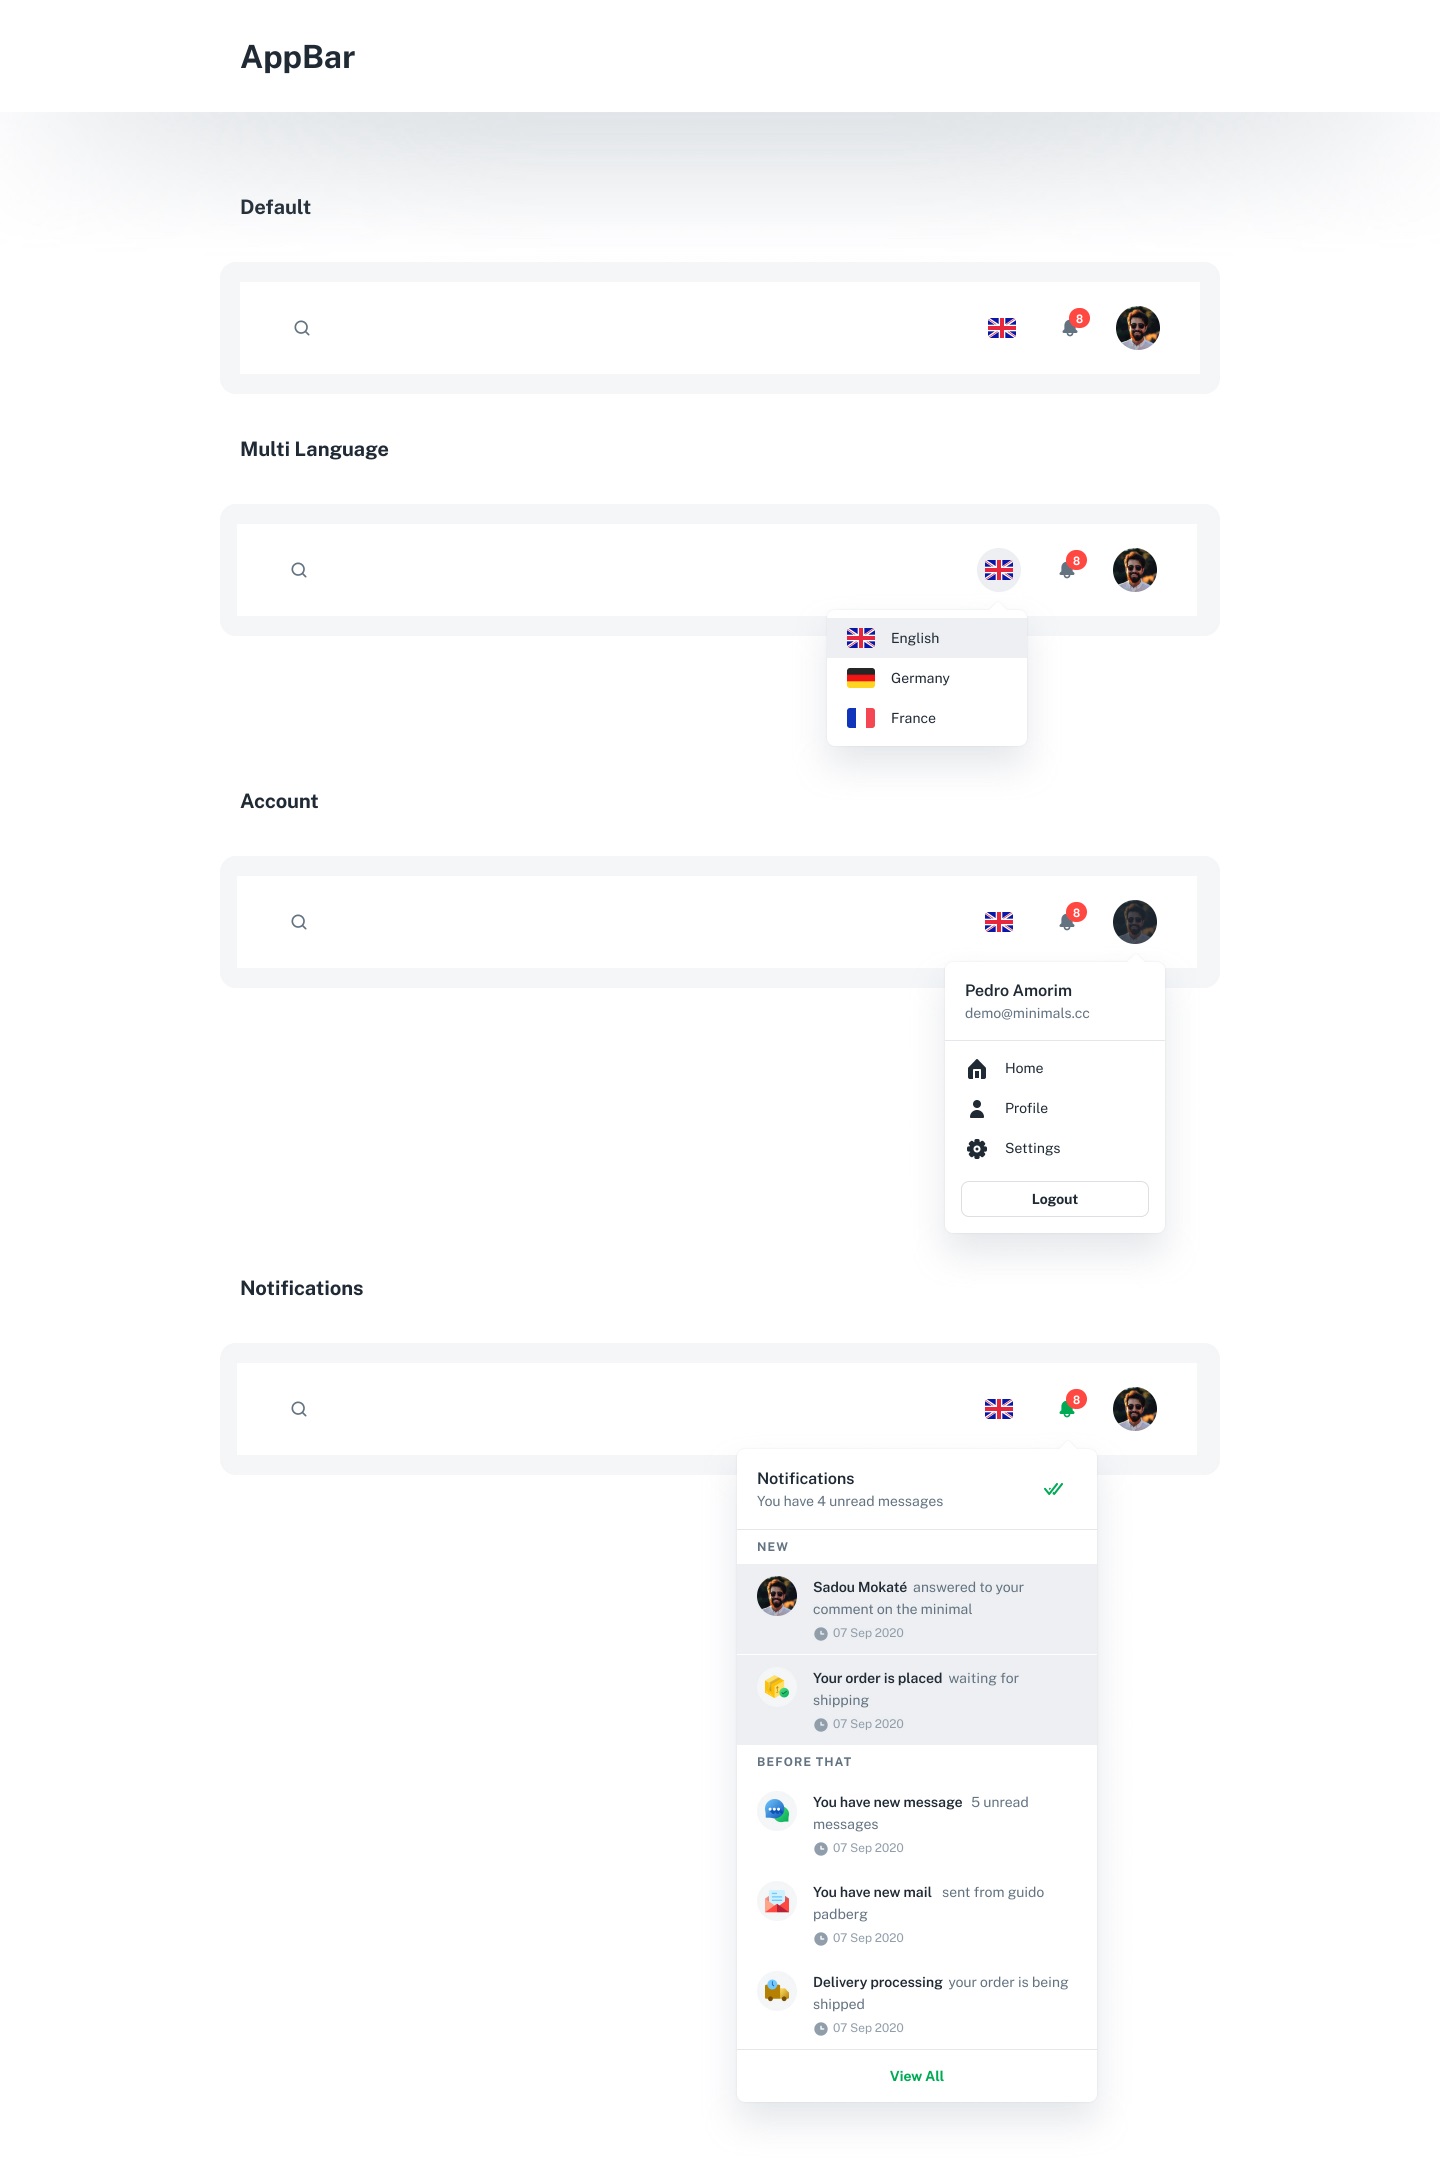 AppBar
Default
8
Multi Language
8
English
Germany
France
Account
8
Pedro Amorim
demo@minimals.cc
Home
Profile
Settings
Logout
Notifications
8
Notifications
You have 4 unread messages
NEW
Sadou Mokaté answered to your
comment on the minimal
07 Sep 2020
Your order is placed waiting for
shipping
07 Sep 2020
BEFORE THAT
You have new message 5 unread
messages
07 Sep 2020
You have new mail sent from guido
padberg
07 Sep 2020
Delivery processing your order is being
shipped
07 Sep 2020
View All